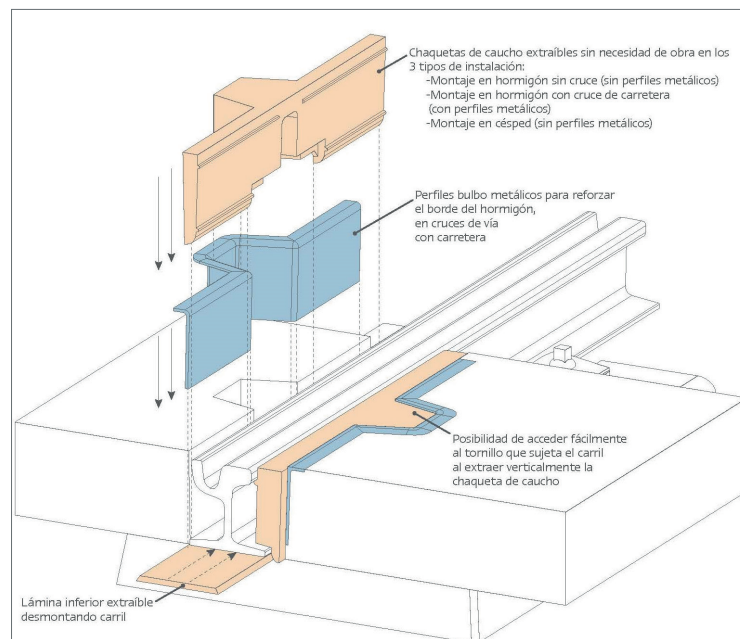 Chaquetas de caucho extraíbles sin necesidad de obra en los
3 tipos de instalación:
-Montaje en hormigón sin cruce (sin perfiles metálicos)
-Montaje en hormigón con cruce de carretera
(con perfiles metálicos)
-Montaje en césped (sin perfiles metálicos)
Perfiles bulbo metálicos para reforzar
el borde del hormigón,
en cruces de vía
con carretera
Posibilidad de acceder fácilmente
al tornillo que sujeta el carril
al extraer verticalmente la
chaqueta de caucho
Lámina inferior extraíble
desmontando carril